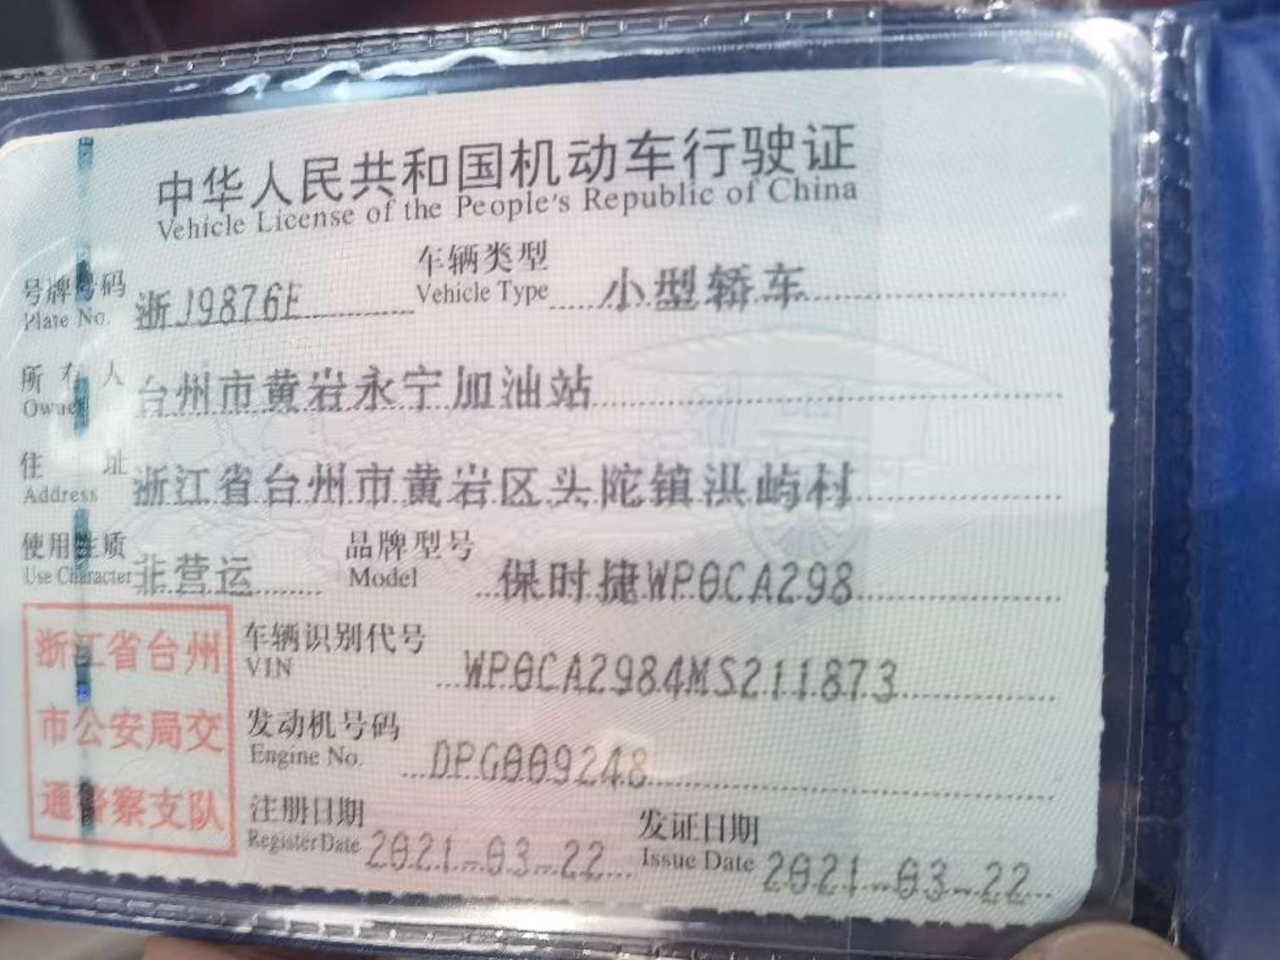 中华人民共和国机动车行驶证
Vehicle License of the People's Republic of China
号牌号码 浙J9876E 车辆类型 小型轿车
Plate No. Vehicle Type
所有人 台州市黄岩永宁加油站
Owner
住址 浙江省台州市黄岩区头陀镇洪屿村
Address
使用性质 非营运 品牌型号 保时捷WP0CA298
Use Character Model
车辆识别代号 WP0CA2984MS211873
VIN
发动机号码 DPG009248
Engine No.
注册日期 2021-03-22 发证日期 2021-03-22
Register Date Issue Date
浙江省台州
市公安局交
通警察支队